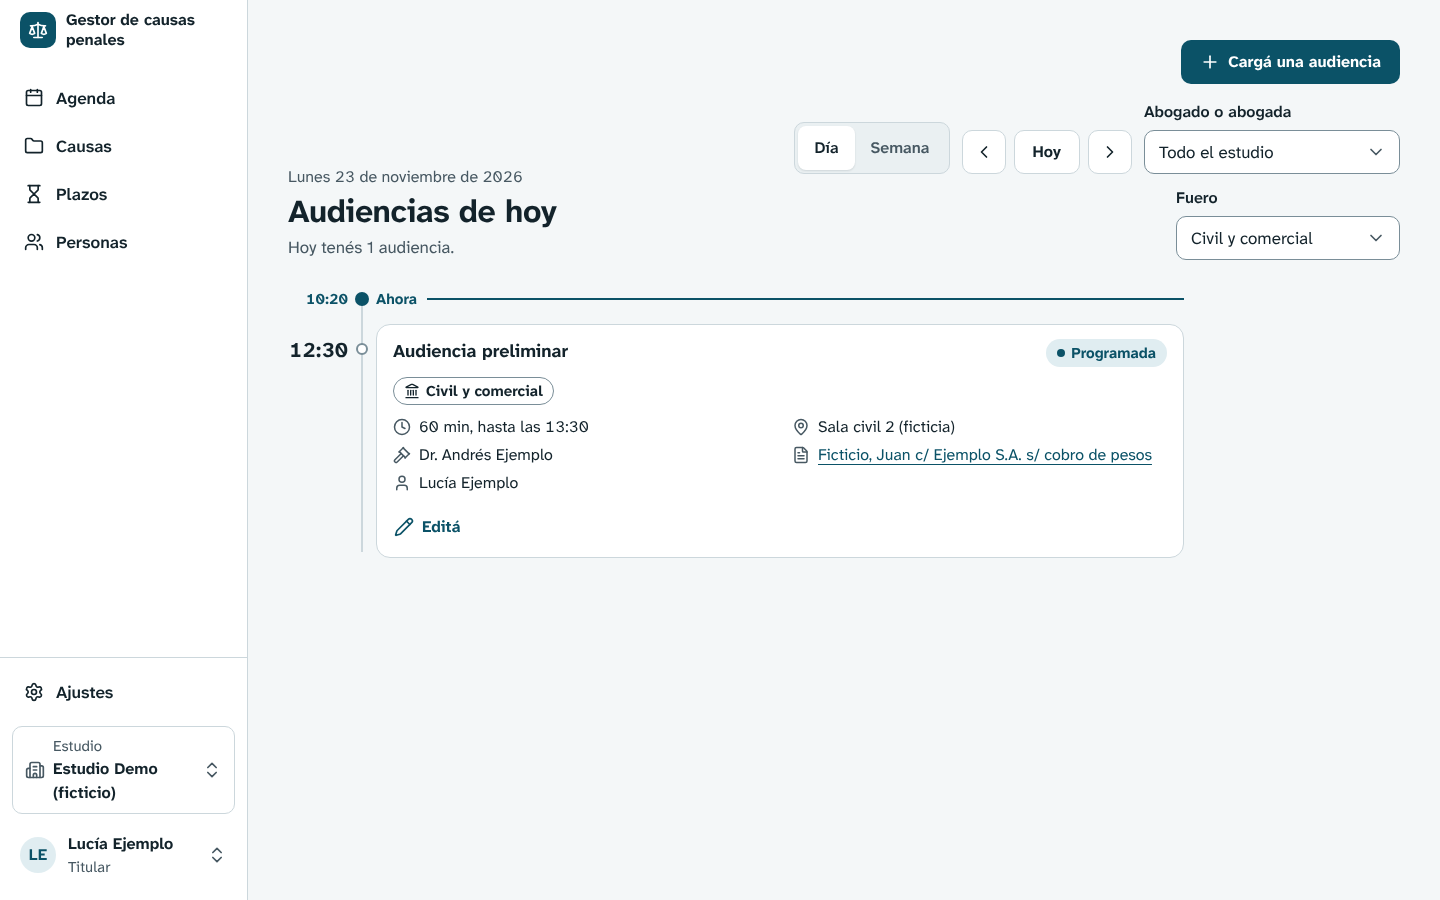 Gestor de causas
penales
Agenda
Causas
Plazos
Personas
Ajustes
Estudio
Estudio Demo
(ficticio)
LE
Lucía Ejemplo
Titular
Cargá una audiencia
Día
Semana
Hoy
Abogado o abogada
Todo el estudio
Fuero
Civil y comercial
Lunes 23 de noviembre de 2026
Audiencias de hoy
Hoy tenés 1 audiencia.
10:20 Ahora
12:30
Audiencia preliminar
Programada
Civil y comercial
60 min, hasta las 13:30
Sala civil 2 (ficticia)
Dr. Andrés Ejemplo
Ficticio, Juan c/ Ejemplo S.A. s/ cobro de pesos
Lucía Ejemplo
Editá